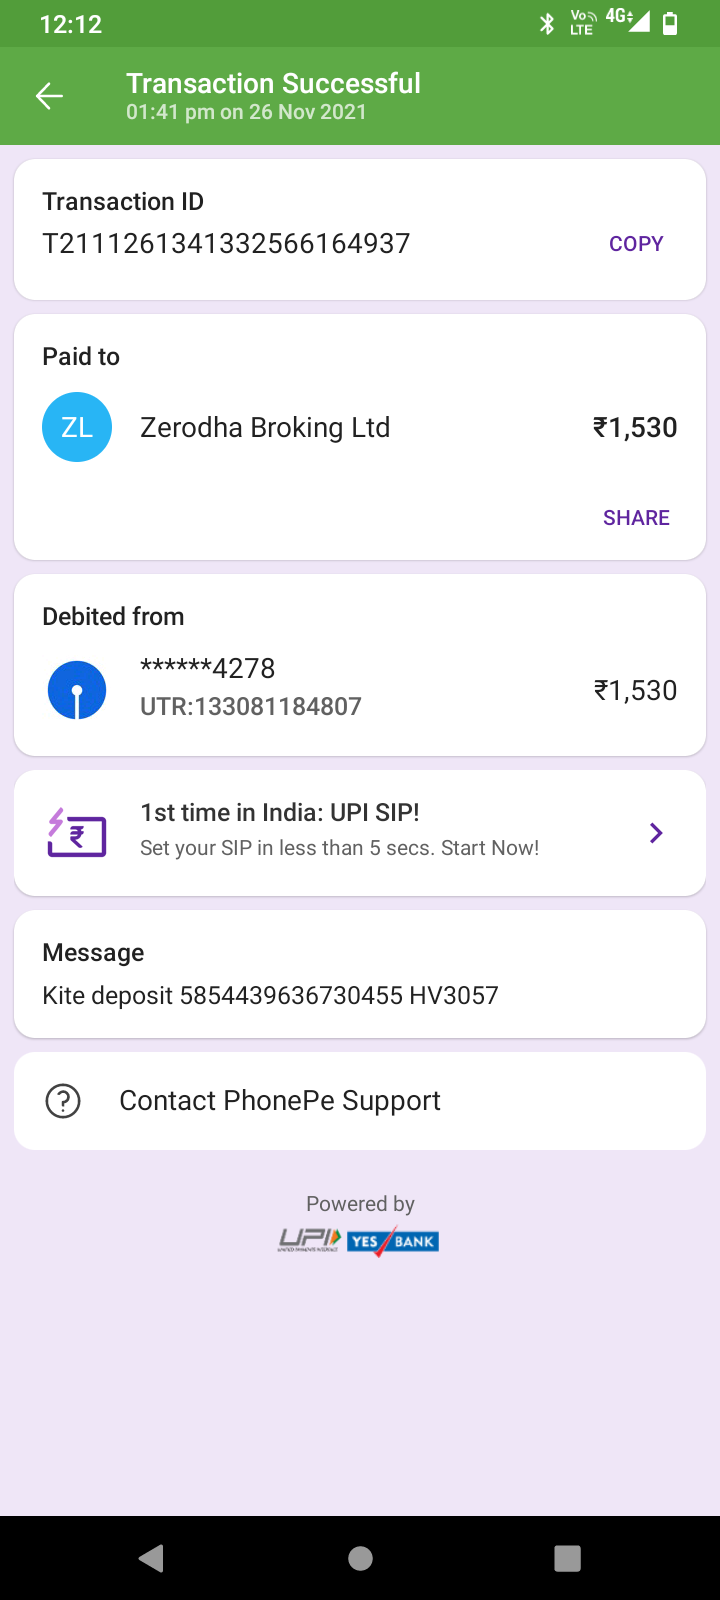 12:12
Vo LTE 4G
Transaction Successful
01:41 pm on 26 Nov 2021
Transaction ID
T2111261341332566164937
COPY
Paid to
ZL Zerodha Broking Ltd ₹1,530
SHARE
Debited from
******4278
UTR:133081184807
₹1,530
1st time in India: UPI SIP!
Set your SIP in less than 5 secs. Start Now!
Message
Kite deposit 5854439636730455 HV3057
Contact PhonePe Support
Powered by
UPI YES BANK
UNIFIED PAYMENTS INTERFACE